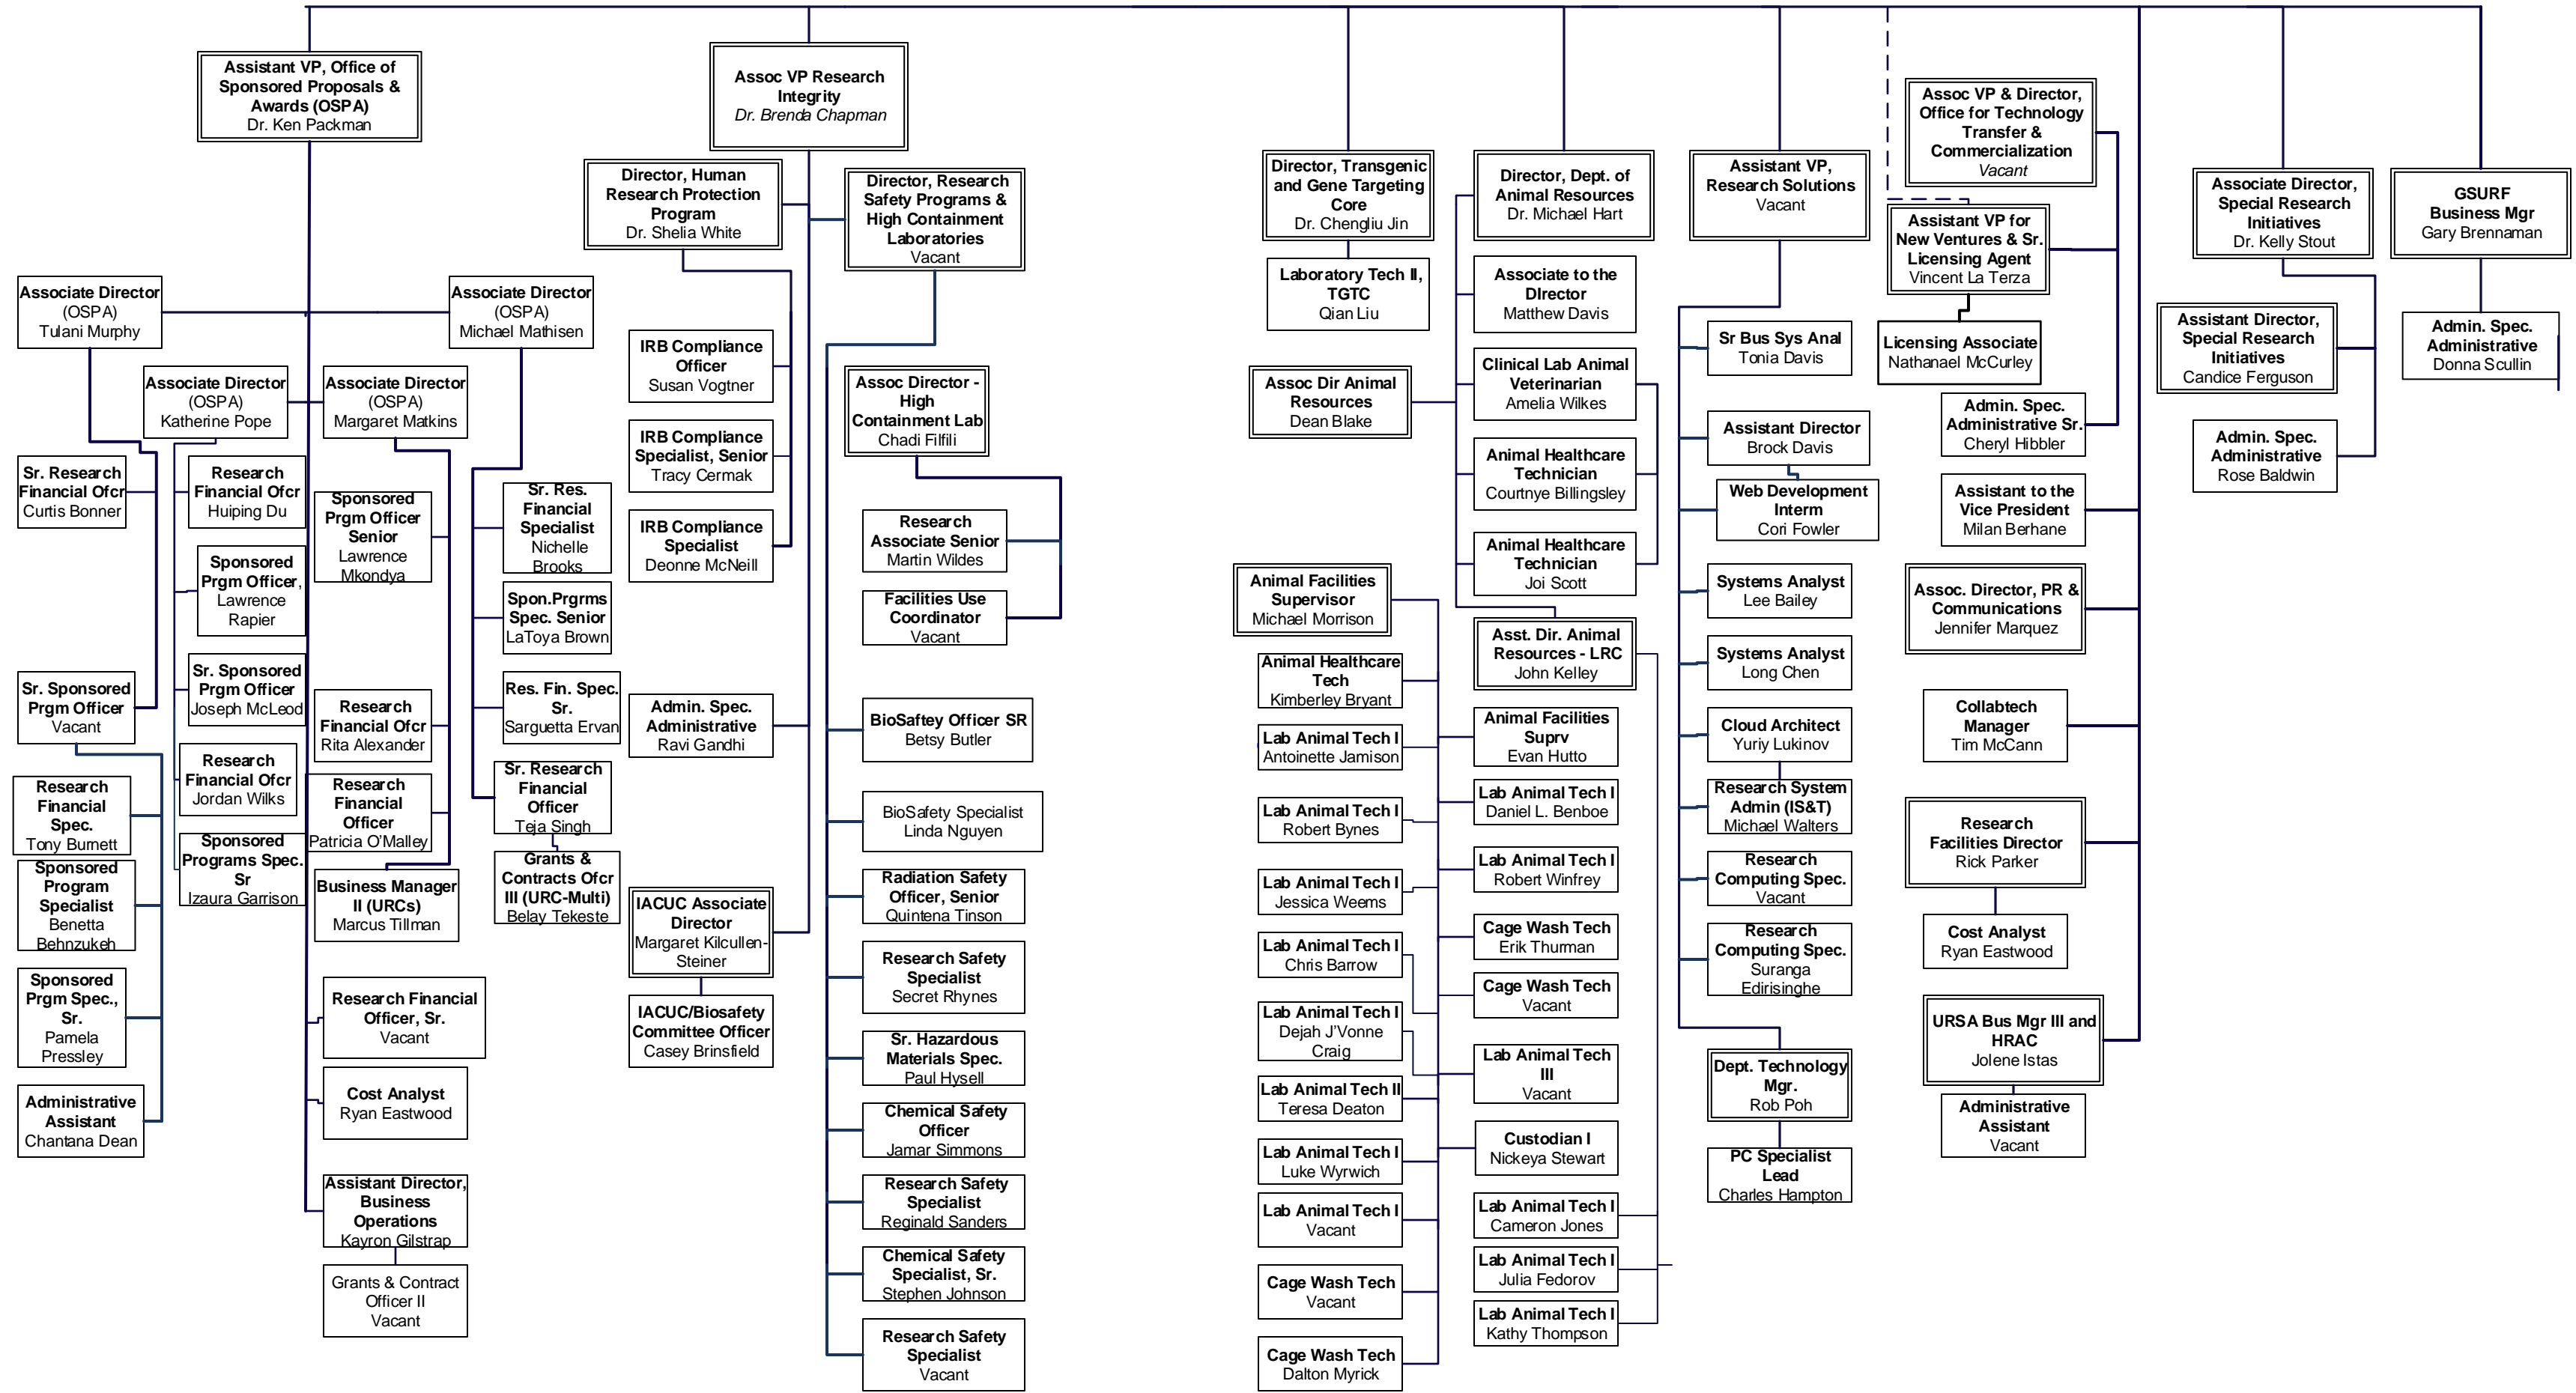 Assistant VP, Office of
Sponsored Proposals &
Awards (OSPA)
Dr. Ken Packman
Assoc VP Research
Integrity
Dr. Brenda Chapman
Director, Human
Research Protection
Program
Dr. Shelia White
Director, Research
Safety Programs &
High Containment
Laboratories
Vacant
Director, Transgenic
and Gene Targeting
Core
Dr. Chengliu Jin
Director, Dept. of
Animal Resources
Dr. Michael Hart
Assistant VP,
Research Solutions
Vacant
Assoc VP & Director,
Office for Technology
Transfer &
Commercialization
Vacant
Assistant VP for
New Ventures & Sr.
Licensing Agent
Vincent La Terza
Associate Director,
Special Research
Initiatives
Dr. Kelly Stout
GSURF
Business Mgr
Gary Brennaman
Associate Director
(OSPA)
Tulani Murphy
Associate Director
(OSPA)
Michael Mathisen
Associate Director
(OSPA)
Katherine Pope
Associate Director
(OSPA)
Margaret Matkins
Sr. Research
Financial Ofcr
Curtis Bonner
Sr. Sponsored
Prgm Officer
Vacant
Research
Financial
Spec.
Tony Burnett
Sponsored
Program
Specialist
Benetta
Behnzukeh
Sponsored
Prgm Spec.,
Sr.
Pamela
Pressley
Administrative
Assistant
Chantana Dean
Research
Financial Ofcr
Huiping Du
Sponsored
Prgm Officer,
Lawrence
Rapier
Sr. Sponsored
Prgm Officer
Joseph McLeod
Research
Financial Ofcr
Jordan Wilks
Sponsored
Programs Spec.
Sr
Izaura Garrison
Sponsored
Prgm Officer
Senior
Lawrence
Mkondya
Research
Financial Ofcr
Rita Alexander
Research
Financial
Officer
Patricia O'Malley
Business Manager
II (URCs)
Marcus Tillman
Research Financial
Officer, Sr.
Vacant
Cost Analyst
Ryan Eastwood
Assistant Director,
Business
Operations
Kayron Gilstrap
Grants & Contract
Officer II
Vacant
Sr. Res.
Financial
Specialist
Nichelle
Brooks
Spon.Prgrms
Spec. Senior
LaToya Brown
Res. Fin. Spec.
Sr.
Sarguetta Ervan
Sr. Research
Financial
Officer
Teja Singh
Grants &
Contracts Ofcr
III (URC-Multi)
Belay Tekeste
IRB Compliance
Officer
Susan Vogtner
IRB Compliance
Specialist, Senior
Tracy Cermak
IRB Compliance
Specialist
Deonne McNeill
Admin. Spec.
Administrative
Ravi Gandhi
IACUC Associate
Director
Margaret Kilcullen-
Steiner
IACUC/Biosafety
Committee Officer
Casey Brinsfield
Assoc Director -
High
Containment Lab
Chadi Filfili
Research
Associate Senior
Martin Wildes
Facilities Use
Coordinator
Vacant
BioSaftey Officer SR
Betsy Butler
BioSafety Specialist
Linda Nguyen
Radiation Safety
Officer, Senior
Quintena Tinson
Research Safety
Specialist
Secret Rhynes
Sr. Hazardous
Materials Spec.
Paul Hysell
Chemical Safety
Officer
Jamar Simmons
Research Safety
Specialist
Reginald Sanders
Chemical Safety
Specialist, Sr.
Stephen Johnson
Research Safety
Specialist
Vacant
Laboratory Tech II,
TGTC
Qian Liu
Assoc Dir Animal
Resources
Dean Blake
Animal Facilities
Supervisor
Michael Morrison
Animal Healthcare
Tech
Kimberley Bryant
Lab Animal Tech I
Antoinette Jamison
Lab Animal Tech I
Robert Bynes
Lab Animal Tech I
Jessica Weems
Lab Animal Tech I
Chris Barrow
Lab Animal Tech I
Dejah J'Vonne
Craig
Lab Animal Tech II
Teresa Deaton
Lab Animal Tech I
Luke Wyrwich
Lab Animal Tech I
Vacant
Cage Wash Tech
Vacant
Cage Wash Tech
Dalton Myrick
Associate to the
DIrector
Matthew Davis
Clinical Lab Animal
Veterinarian
Amelia Wilkes
Animal Healthcare
Technician
Courtnye Billingsley
Animal Healthcare
Technician
Joi Scott
Asst. Dir. Animal
Resources - LRC
John Kelley
Animal Facilities
Suprv
Evan Hutto
Lab Animal Tech I
Daniel L. Benboe
Lab Animal Tech I
Robert Winfrey
Cage Wash Tech
Erik Thurman
Cage Wash Tech
Vacant
Lab Animal Tech
III
Vacant
Custodian I
Nickeya Stewart
Lab Animal Tech I
Cameron Jones
Lab Animal Tech I
Julia Fedorov
Lab Animal Tech I
Kathy Thompson
Sr Bus Sys Anal
Tonia Davis
Assistant Director
Brock Davis
Web Development
Interm
Cori Fowler
Systems Analyst
Lee Bailey
Systems Analyst
Long Chen
Cloud Architect
Yuriy Lukinov
Research System
Admin (IS&T)
Michael Walters
Research
Computing Spec.
Vacant
Research
Computing Spec.
Suranga
Edirisinghe
Dept. Technology
Mgr.
Rob Poh
PC Specialist
Lead
Charles Hampton
Licensing Associate
Nathanael McCurley
Admin. Spec.
Administrative Sr.
Cheryl Hibbler
Assistant to the
Vice President
Milan Berhane
Assoc. Director, PR &
Communications
Jennifer Marquez
Collabtech
Manager
Tim McCann
Research
Facilities Director
Rick Parker
Cost Analyst
Ryan Eastwood
URSA Bus Mgr III and
HRAC
Jolene Istas
Administrative
Assistant
Vacant
Assistant Director,
Special Research
Initiatives
Candice Ferguson
Admin. Spec.
Administrative
Rose Baldwin
Admin. Spec.
Administrative
Donna Scullin